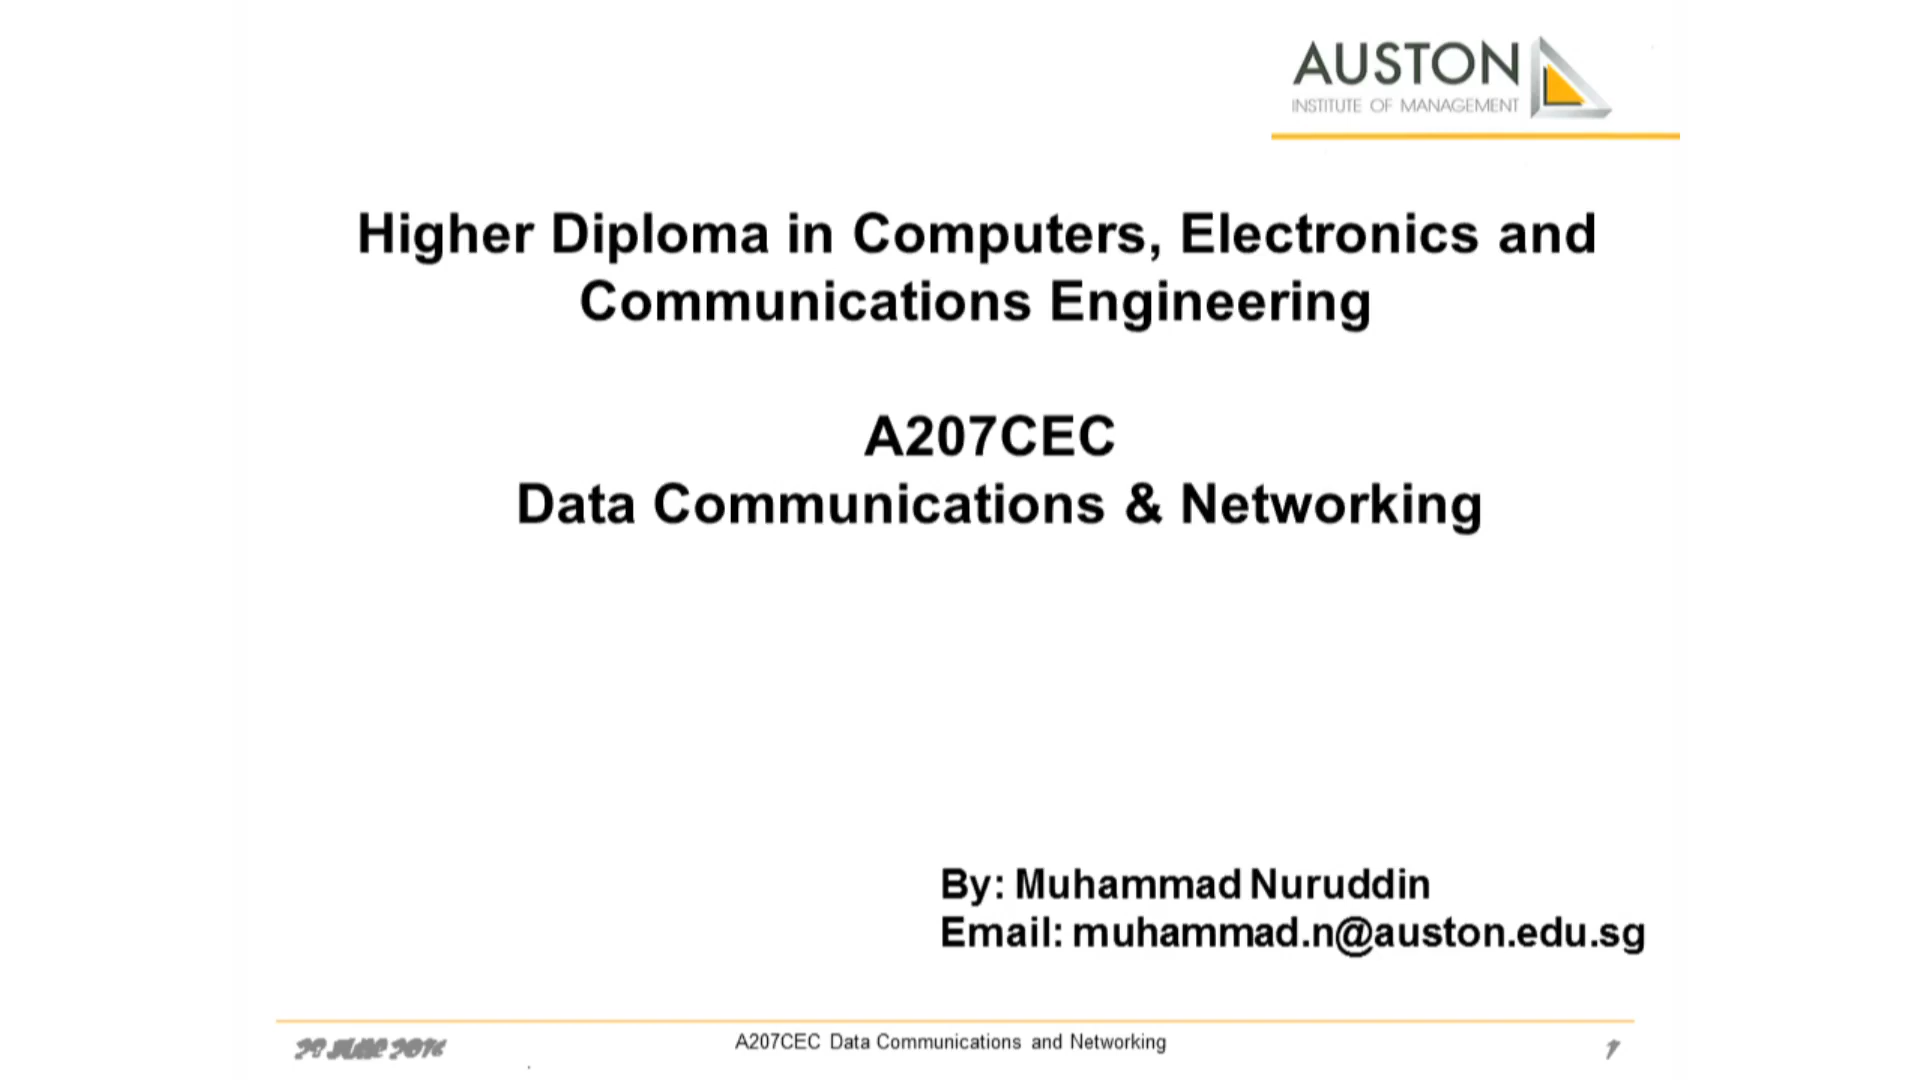 AUSTON
INSTITUTE OF MANAGEMENT
Higher Diploma in Computers, Electronics and
Communications Engineering
A207CEC
Data Communications & Networking
By: Muhammad Nuruddin
Email: muhammad.n@auston.edu.sg
A207CEC Data Communications and Networking